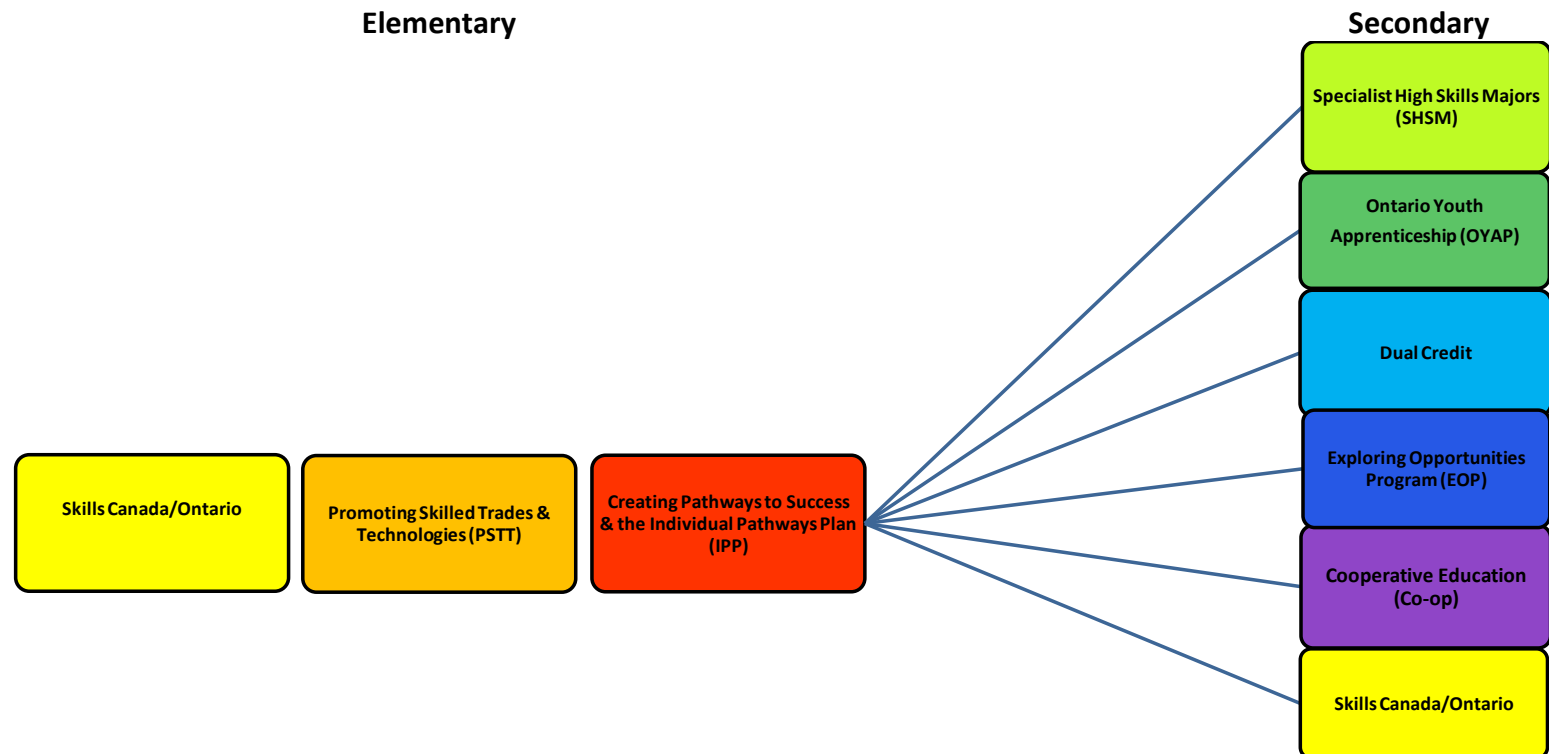 Elementary
Secondary
Specialist High Skills Majors
(SHSM)
Ontario Youth
Apprenticeship (OYAP)
Dual Credit
Exploring Opportunities
Program (EOP)
Cooperative Education
(Co-op)
Skills Canada/Ontario
Skills Canada/Ontario
Promoting Skilled Trades &
Technologies (PSTT)
Creating Pathways to Success
& the Individual Pathways Plan
(IPP)